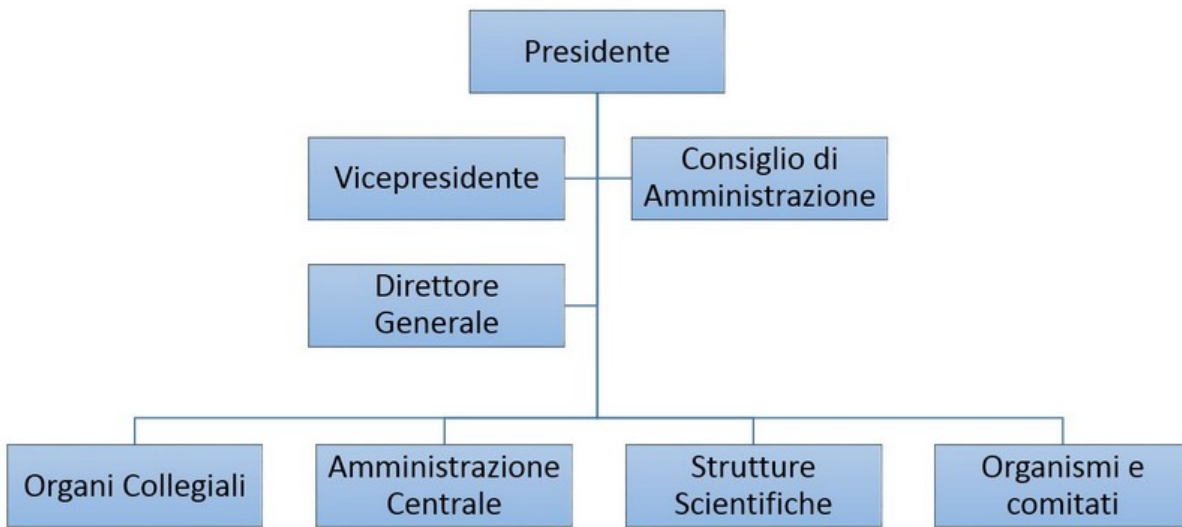 Presidente
Vicepresidente
Consiglio di
Amministrazione
Direttore
Generale
Organi Collegiali
Amministrazione
Centrale
Strutture
Scientifiche
Organismi e
comitati